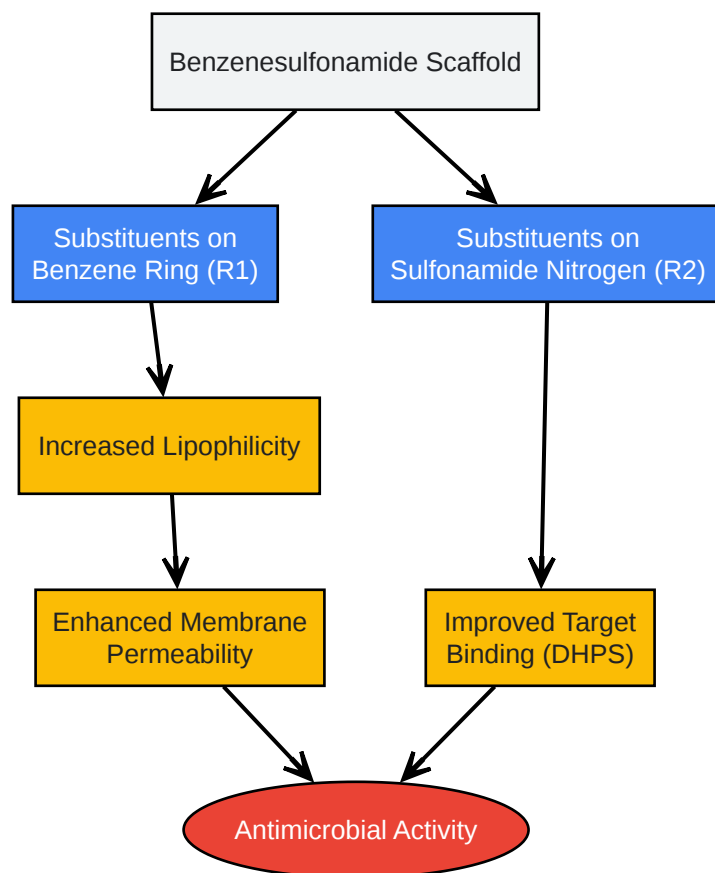 Benzenesulfonamide Scaffold
Substituents on
Benzene Ring (R1)
Substituents on
Sulfonamide Nitrogen (R2)
Increased Lipophilicity
Enhanced Membrane
Permeability
Improved Target
Binding (DHPS)
Antimicrobial Activity